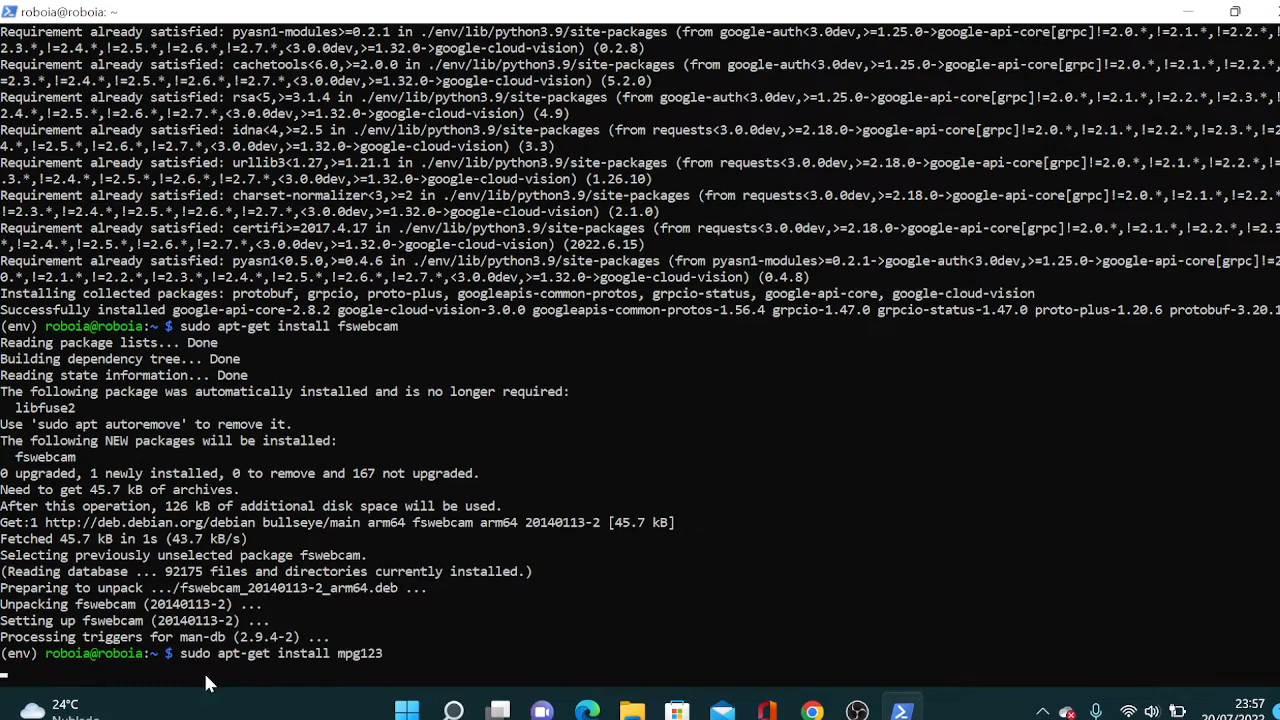 roboia@roboia: ~
Requirement already satisfied: pyasn1-modules>=0.2.1 in ./env/lib/python3.9/site-packages (from google-auth<3.0dev,>=1.25.0->google-api-core[grpc]!=2.0.*,!=2.1.*,!=2.2.*,!=
2.3.*,!=2.4.*,!=2.5.*,!=2.6.*,!=2.7.*,<3.0.0dev,>=1.32.0->google-cloud-vision) (0.2.8)
Requirement already satisfied: cachetools<6.0,>=2.0.0 in ./env/lib/python3.9/site-packages (from google-auth<3.0dev,>=1.25.0->google-api-core[grpc]!=2.0.*,!=2.1.*,!=2.2.*,!
=2.3.*,!=2.4.*,!=2.5.*,!=2.6.*,!=2.7.*,<3.0.0dev,>=1.32.0->google-cloud-vision) (5.2.0)
Requirement already satisfied: rsa<5,>=3.1.4 in ./env/lib/python3.9/site-packages (from google-auth<3.0dev,>=1.25.0->google-api-core[grpc]!=2.0.*,!=2.1.*,!=2.2.*,!=2.3.*,!=
2.4.*,!=2.5.*,!=2.6.*,!=2.7.*,<3.0.0dev,>=1.32.0->google-cloud-vision) (4.9)
Requirement already satisfied: idna<4,>=2.5 in ./env/lib/python3.9/site-packages (from requests<3.0.0dev,>=2.18.0->google-api-core[grpc]!=2.0.*,!=2.1.*,!=2.2.*,!=2.3.*,!=2.
4.*,!=2.5.*,!=2.6.*,!=2.7.*,<3.0.0dev,>=1.32.0->google-cloud-vision) (3.3)
Requirement already satisfied: urllib3<1.27,>=1.21.1 in ./env/lib/python3.9/site-packages (from requests<3.0.0dev,>=2.18.0->google-api-core[grpc]!=2.0.*,!=2.1.*,!=2.2.*,!=2
.3.*,!=2.4.*,!=2.5.*,!=2.6.*,!=2.7.*,<3.0.0dev,>=1.32.0->google-cloud-vision) (1.26.10)
Requirement already satisfied: charset-normalizer<3,>=2 in ./env/lib/python3.9/site-packages (from requests<3.0.0dev,>=2.18.0->google-api-core[grpc]!=2.0.*,!=2.1.*,!=2.2.*,
!=2.3.*,!=2.4.*,!=2.5.*,!=2.6.*,!=2.7.*,<3.0.0dev,>=1.32.0->google-cloud-vision) (2.1.0)
Requirement already satisfied: certifi>=2017.4.17 in ./env/lib/python3.9/site-packages (from requests<3.0.0dev,>=2.18.0->google-api-core[grpc]!=2.0.*,!=2.1.*,!=2.2.*,!=2.3
.*,!=2.4.*,!=2.5.*,!=2.6.*,!=2.7.*,<3.0.0dev,>=1.32.0->google-cloud-vision) (2022.6.15)
Requirement already satisfied: pyasn1<0.5.0,>=0.4.6 in ./env/lib/python3.9/site-packages (from pyasn1-modules>=0.2.1->google-auth<3.0dev,>=1.25.0->google-api-core[grpc]!=2.
0.*,!=2.1.*,!=2.2.*,!=2.3.*,!=2.4.*,!=2.5.*,!=2.6.*,!=2.7.*,<3.0.0dev,>=1.32.0->google-cloud-vision) (0.4.8)
Installing collected packages: protobuf, grpcio, proto-plus, googleapis-common-protos, grpcio-status, google-api-core, google-cloud-vision
Successfully installed google-api-core-2.8.2 google-cloud-vision-3.0.0 googleapis-common-protos-1.56.4 grpcio-1.47.0 grpcio-status-1.47.0 proto-plus-1.20.6 protobuf-3.20.1
(env) roboia@roboia:~ $ sudo apt-get install fswebcam
Reading package lists... Done
Building dependency tree... Done
Reading state information... Done
The following package was automatically installed and is no longer required:
libfuse2
Use 'sudo apt autoremove' to remove it.
The following NEW packages will be installed:
fswebcam
0 upgraded, 1 newly installed, 0 to remove and 167 not upgraded.
Need to get 45.7 kB of archives.
After this operation, 126 kB of additional disk space will be used.
Get:1 http://deb.debian.org/debian bullseye/main arm64 fswebcam arm64 20140113-2 [45.7 kB]
Fetched 45.7 kB in 1s (43.7 kB/s)
Selecting previously unselected package fswebcam.
(Reading database ... 92175 files and directories currently installed.)
Preparing to unpack .../fswebcam_20140113-2_arm64.deb ...
Unpacking fswebcam (20140113-2) ...
Setting up fswebcam (20140113-2) ...
Processing triggers for man-db (2.9.4-2) ...
(env) roboia@roboia:~ $ sudo apt-get install mpg123
24°C
Nublado
23:57